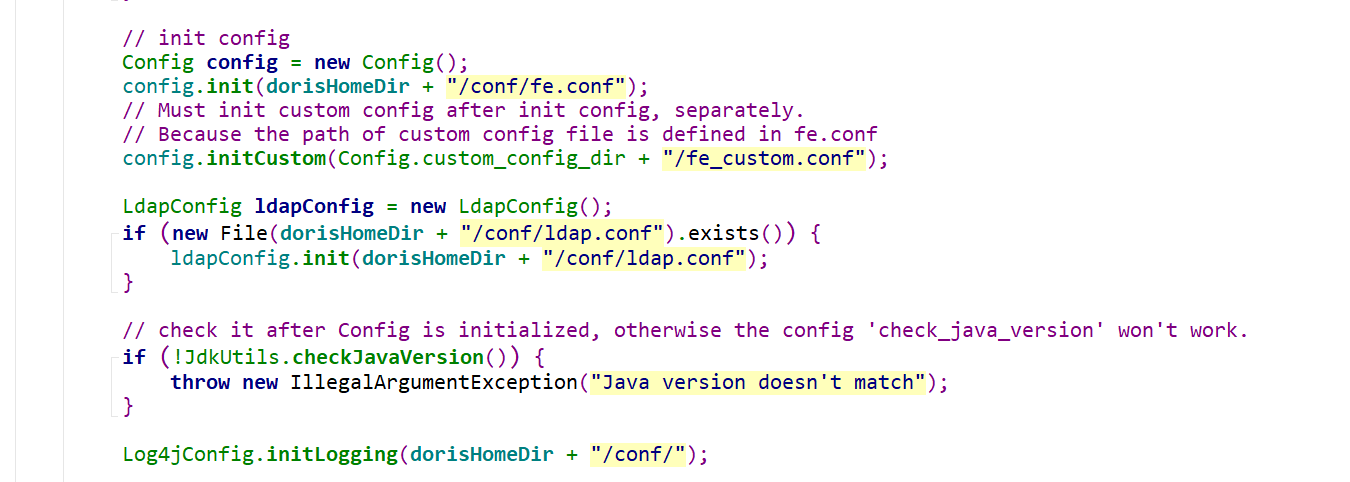 // init config
Config config = new Config();
config.init(dorisHomeDir + "/conf/fe.conf");
// Must init custom config after init config, separately.
// Because the path of custom config file is defined in fe.conf
config.initCustom(Config.custom_config_dir + "/fe_custom.conf");
LdapConfig ldapConfig = new LdapConfig();
if (new File(dorisHomeDir + "/conf/ldap.conf").exists()) {
ldapConfig.init(dorisHomeDir + "/conf/ldap.conf");
}
// check it after Config is initialized, otherwise the config 'check_java_version' won't work.
if (!JdkUtils.checkJavaVersion()) {
throw new IllegalArgumentException("Java version doesn't match");
}
Log4jConfig.initLogging(dorisHomeDir + "/conf/");